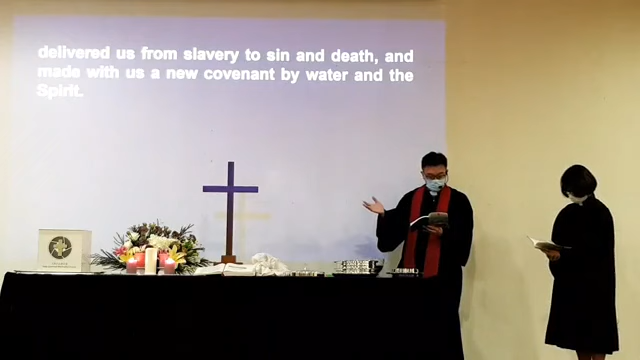 delivered us from slavery to sin and death, and
made with us a new covenant by water and the
Spirit.